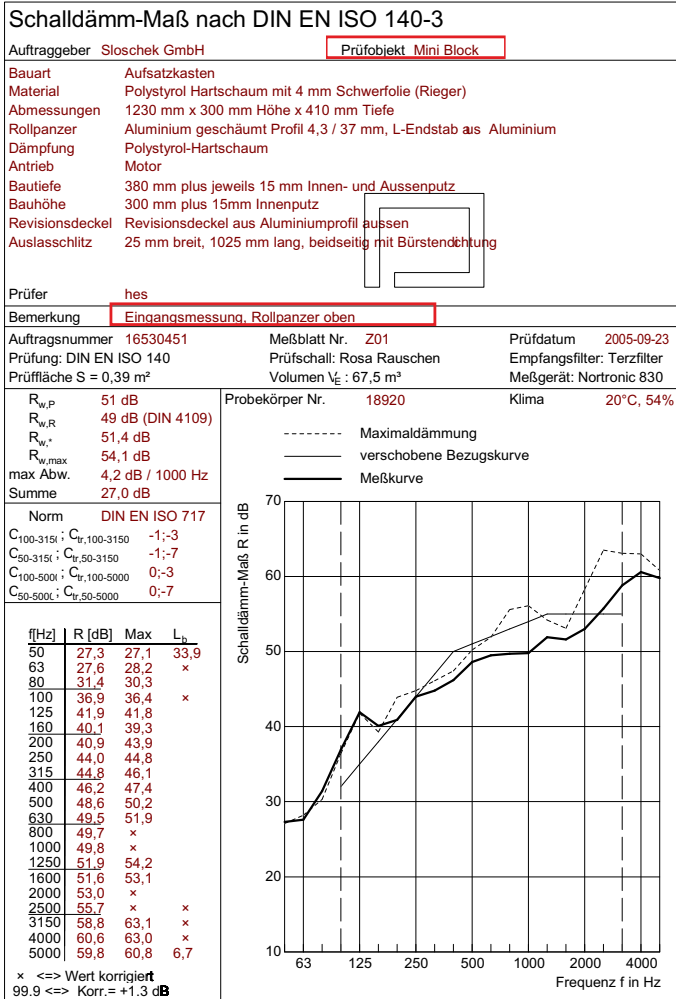 Schalldämm-Maß nach DIN EN ISO 140-3
Auftraggeber Sloschek GmbH Prüfobjekt Mini Block
Bauart Aufsatzkasten
Material Polystyrol Hartschaum mit 4 mm Schwerfolie (Rieger)
Abmessungen 1230 mm x 300 mm Höhe x 410 mm Tiefe
Rollpanzer Aluminium geschäumt Profil 4,3 / 37 mm, L-Endstab aus Aluminium
Dämpfung Polystyrol-Hartschaum
Antrieb Motor
Bautiefe 380 mm plus jeweils 15 mm Innen- und Aussenputz
Bauhöhe 300 mm plus 15mm Innenputz
Revisionsdeckel Revisionsdeckel aus Aluminiumprofil aussen
Auslasschlitz 25 mm breit, 1025 mm lang, beidseitig mit Bürstendichtung
Prüfer hes
Bemerkung Eingangsmessung, Rollpanzer oben
Auftragsnummer 16530451 Meßblatt Nr. Z01 Prüfdatum 2005-09-23
Prüfung: DIN EN ISO 140 Prüfschall: Rosa Rauschen Empfangsfilter: Terzfilter
Prüffläche S = 0,39 m² Volumen VE : 67,5 m³ Meßgerät: Nortronic 830
Rw,P 51 dB
Rw,R 49 dB (DIN 4109)
Rw,* 51,4 dB
Rw,max 54,1 dB
max Abw. 4,2 dB / 1000 Hz
Summe 27,0 dB
Norm DIN EN ISO 717
C100-3150 ; Ctr,100-3150 -1;-3
C50-3150 ; Ctr,50-3150 -1;-7
C100-5000 ; Ctr,100-5000 0;-3
C50-5000 ; Ctr,50-5000 0;-7
f[Hz] R [dB] Max Lb
50 27,3 27,1 33,9
63 27,6 28,2 ×
80 31,4 30,3
100 36,9 36,4 ×
125 41,9 41,8
160 40,1 39,3
200 40,9 43,9
250 44,0 44,8
315 44,8 46,1
400 46,2 47,4
500 48,6 50,2
630 49,5 51,9
800 49,7 ×
1000 49,8 ×
1250 51,9 54,2
1600 51,6 53,1
2000 53,0 ×
2500 55,7 × ×
3150 58,8 63,1 ×
4000 60,6 63,0 ×
5000 59,8 60,8 6,7
× <=> Wert korrigiert
99.9 <=> Korr.= +1.3 dB
Probekörper Nr. 18920 Klima 20°C, 54%
Maximaldämmung
verschobene Bezugskurve
Meßkurve
Schalldämm-Maß R in dB
70
60
50
40
30
20
10
63 125 250 500 1000 2000 4000
Frequenz f in Hz